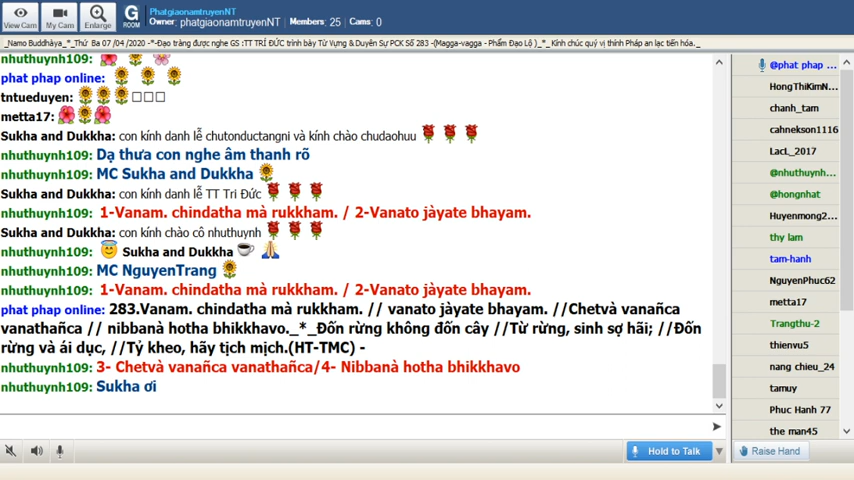 PhatgiaonamtruyenNT
Owner: phatgiaonamtruyenNT | Members: 25 | Cams: 0
View Cam
My Cam
Enlarge
G
ROOM
_Namo Buddhàya_*_Thứ Ba 07 /04 /2020 -*-Đạo tràng được nghe GS :TT TRÍ ĐỨC trình bày Từ Vựng &Duyên Sự PCK Số 283 -(Magga-vagga - Phẩm Đạo Lộ )_*_ Kính chúc quý vị thính Pháp an lạc tiến hóa._
nhuthuynh109:
phat phap online:
tntueduyen:
metta17:
Sukha and Dukkha: con kính danh lễ chutonductangni và kính chào chudaohuu
nhuthuynh109: Dạ thưa con nghe âm thanh rõ
nhuthuynh109: MC Sukha and Dukkha
Sukha and Dukkha: con kính danh lễ TT Tri Đức
nhuthuynh109: 1-Vanam. chindatha mà rukkham. / 2-Vanato jàyate bhayam.
Sukha and Dukkha: con kính chào cô nhuthuynh
nhuthuynh109: Sukha and Dukkha
nhuthuynh109: MC NguyenTrang
nhuthuynh109: 1-Vanam. chindatha mà rukkham. / 2-Vanato jàyate bhayam.
phat phap online: 283.Vanam. chindatha mà rukkham. // vanato jàyate bhayam. //Chetvà vanañca
vanathañca // nibbanà hotha bhikkhavo._*_Đốn rừng không đốn cây //Từ rừng, sinh sợ hãi; //Đốn
rừng và ái dục, //Tỷ kheo, hãy tịch mịch.(HT-TMC) -
nhuthuynh109: 3- Chetvà vanañca vanathañca/4- Nibbanà hotha bhikkhavo
nhuthuynh109: Sukha ơi
Hold to Talk
@phat phap ...
HongThiKimN...
chanh_tam
cahnekson1116
LacL_2017
@nhuthuynh...
@hongnhat
Huyenmong2...
thy lam
tam-hanh
NguyenPhuc62
metta17
Trangthu-2
thienvu5
nang chieu_24
tamuy
Phuc Hanh 77
the man45
Raise Hand